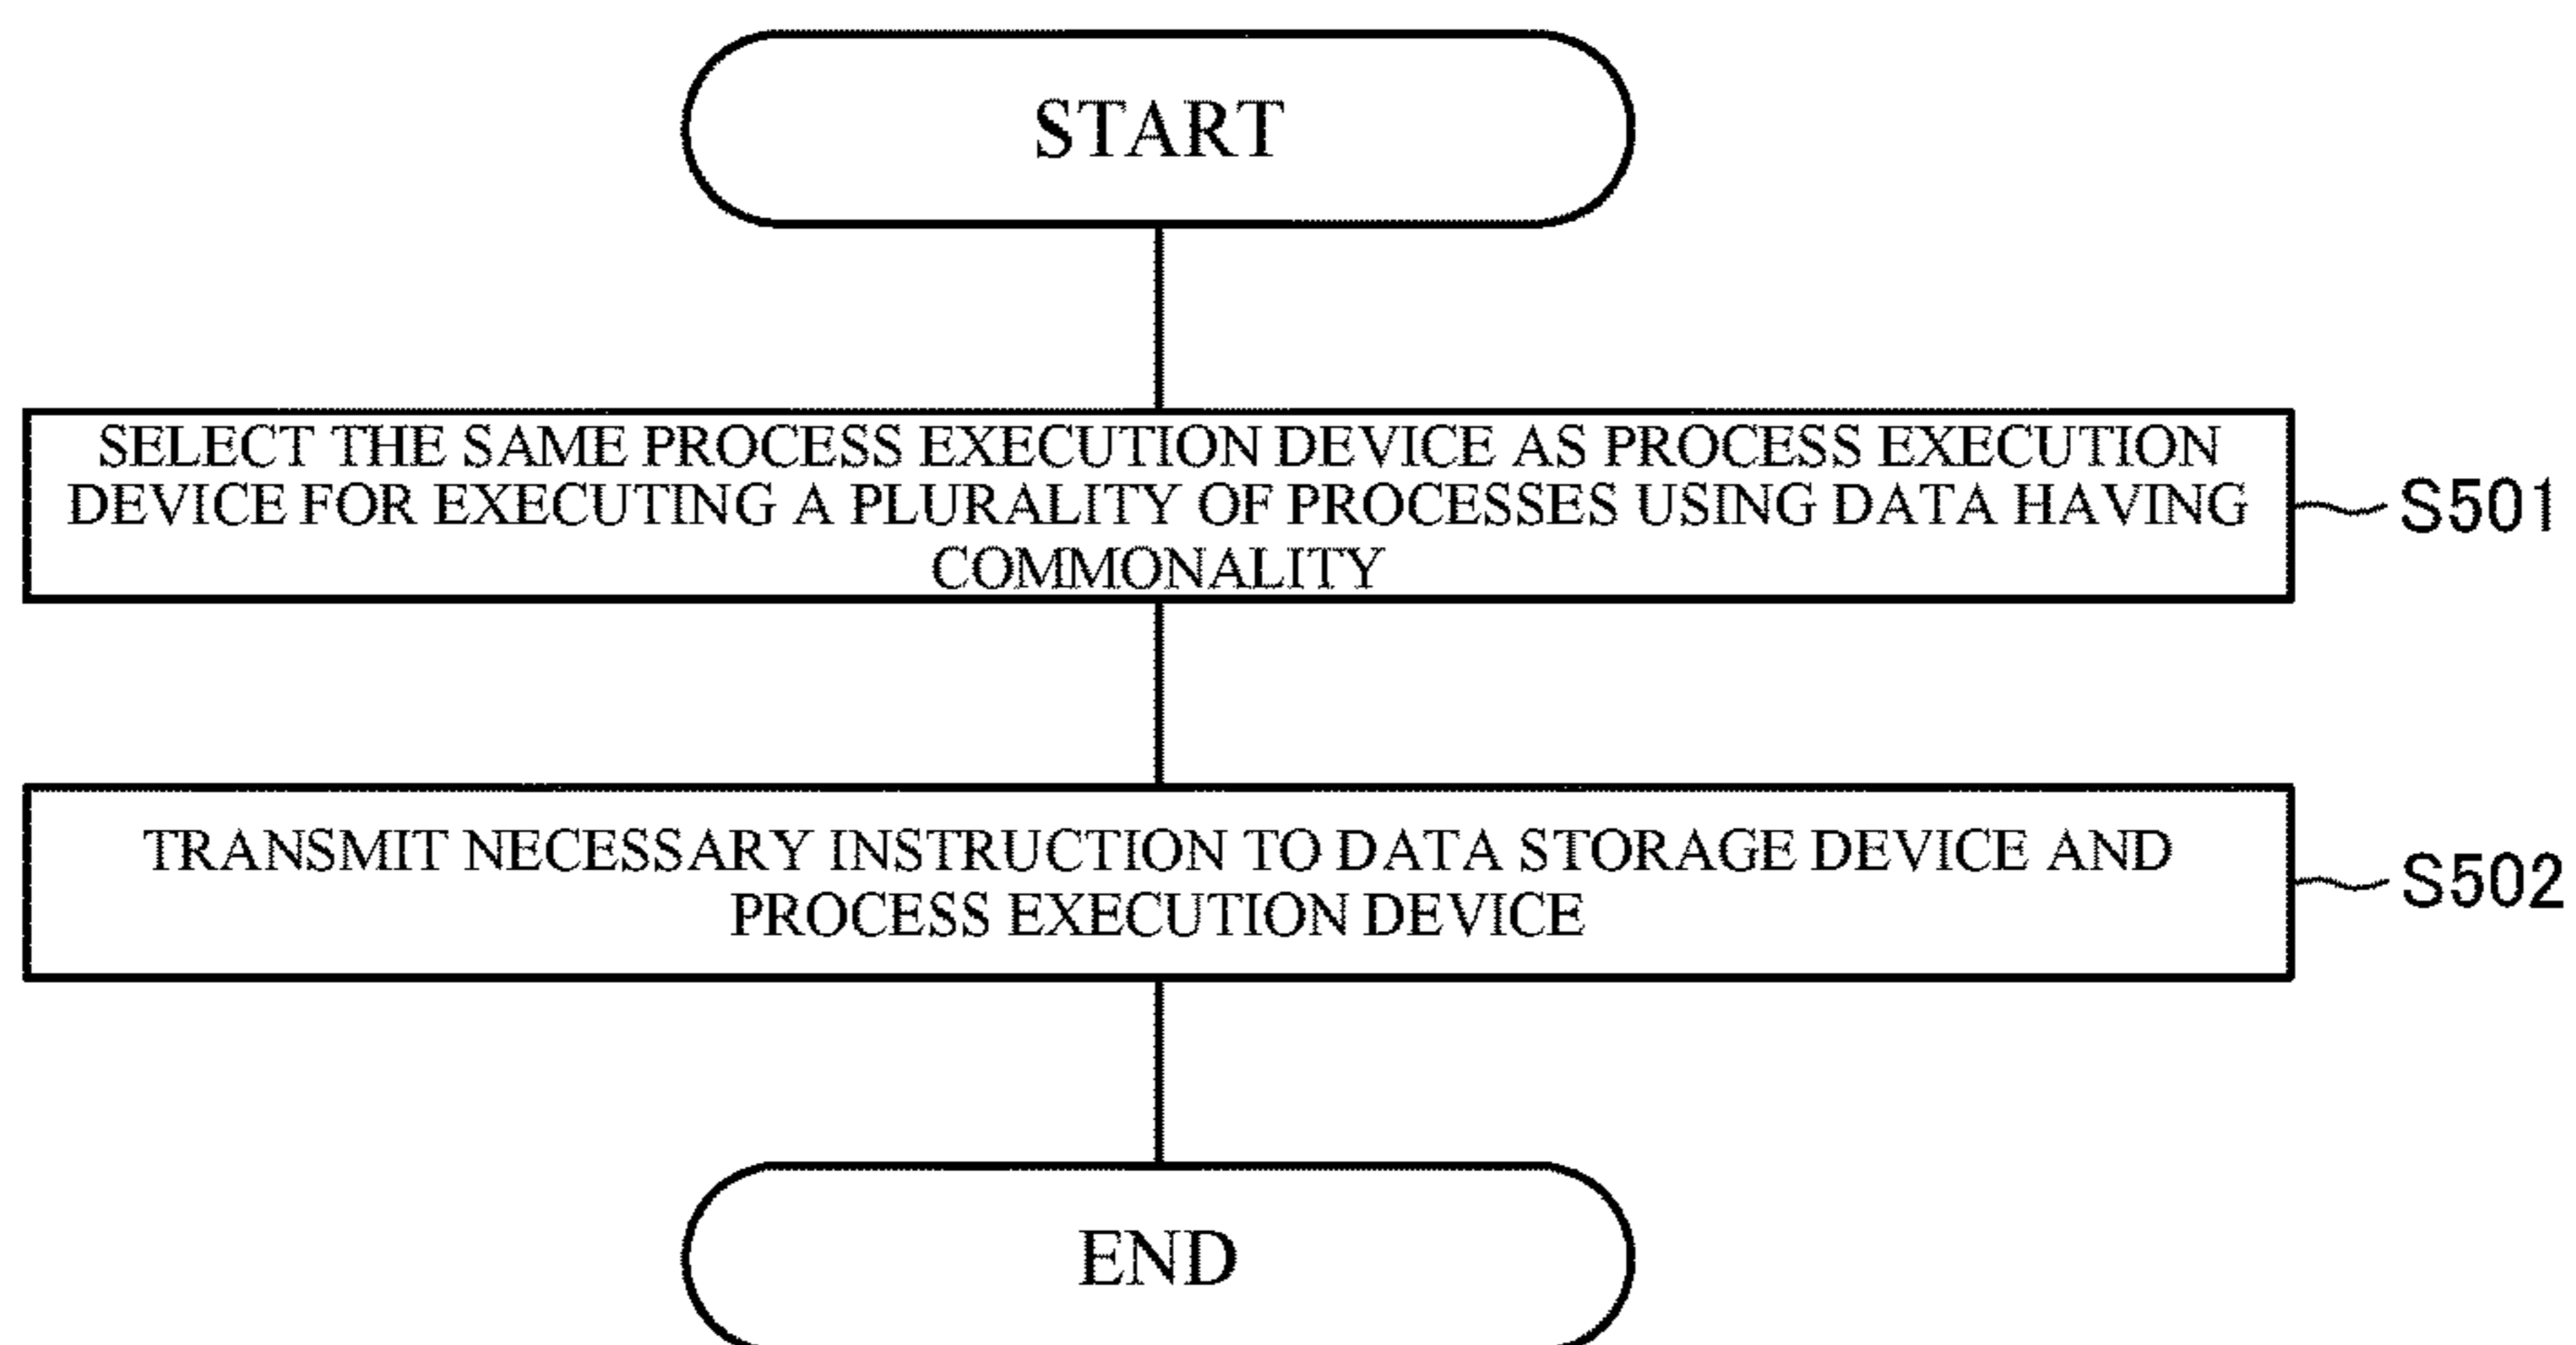 START
SELECT THE SAME PROCESS EXECUTION DEVICE AS PROCESS EXECUTION
DEVICE FOR EXECUTING A PLURALITY OF PROCESSES USING DATA HAVING
COMMONALITY
S501
TRANSMIT NECESSARY INSTRUCTION TO DATA STORAGE DEVICE AND
PROCESS EXECUTION DEVICE
S502
END